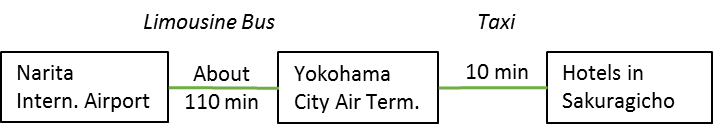 Limousine Bus
Taxi
Narita
Intern. Airport
About
110 min
Yokohama
City Air Term.
10 min
Hotels in
Sakuragicho